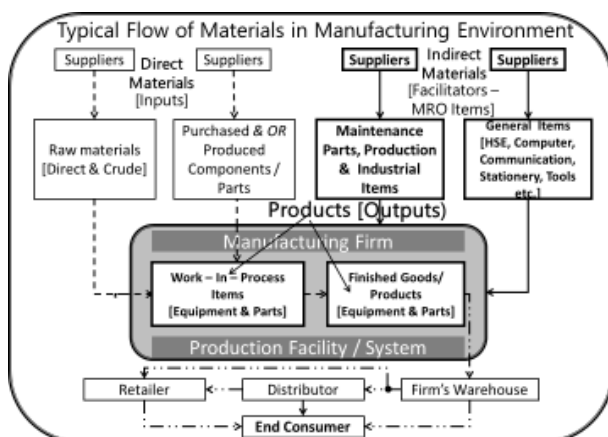 Typical Flow of Materials in Manufacturing Environment
Suppliers
Direct
Materials
[Inputs]
Suppliers
Suppliers
Indirect
Materials
[Facilitators –
MRO Items]
Suppliers
Raw materials
[Direct & Crude]
Purchased & OR
Produced
Components /
Parts
Maintenance
Parts, Production
& Industrial
Items
General Items
[HSE, Computer,
Communication,
Stationery, Tools
etc.]
Products [Outputs)
Manufacturing Firm
Work – In – Process
Items
[Equipment & Parts]
Finished Goods/
Products
[Equipment & Parts]
Production Facility / System
Retailer
Distributor
Firm's Warehouse
End Consumer